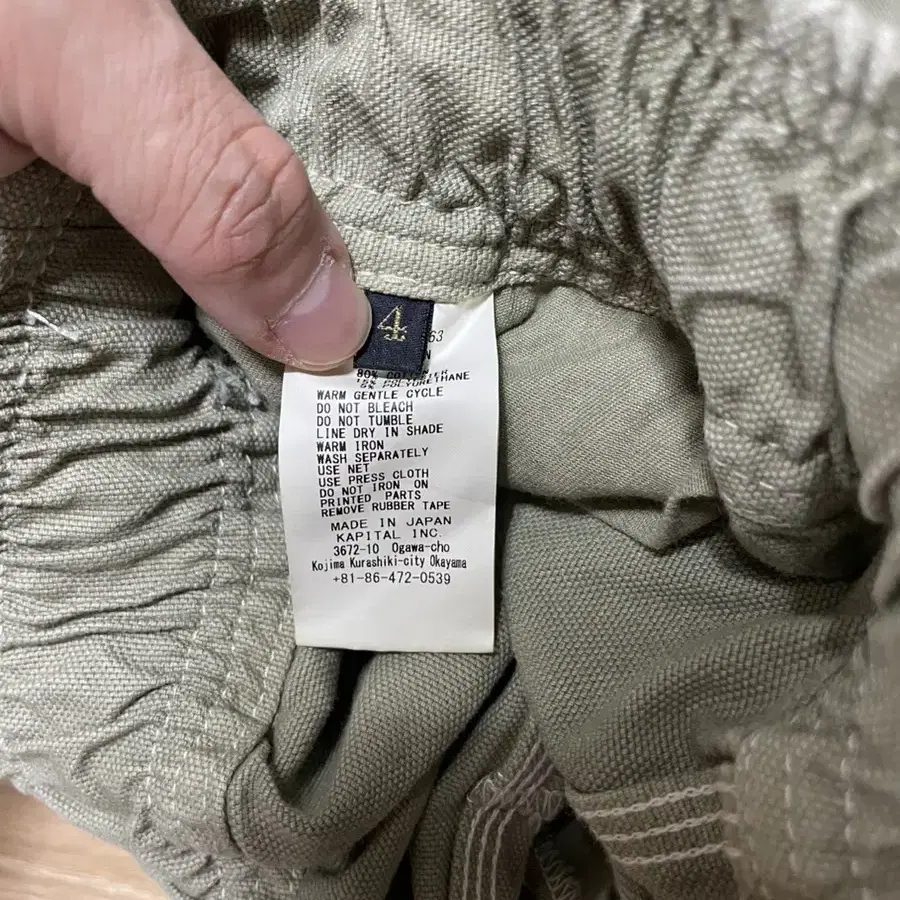 4
63
N
80% COT
POLYURETHANE
WARM GENTLE CYCLE
DO NOT BLEACH
DO NOT TUMBLE
LINE DRY IN SHADE
WARM IRON
WASH SEPARATELY
USE NET
USE PRESS CLOTH
DO NOT IRON ON
PRINTED PARTS
REMOVE RUBBER TAPE
MADE IN JAPAN
KAPITAL INC.
3672-10 Ogawa-cho
Kojima Kurashiki-city Okayama
+81-86-472-0539